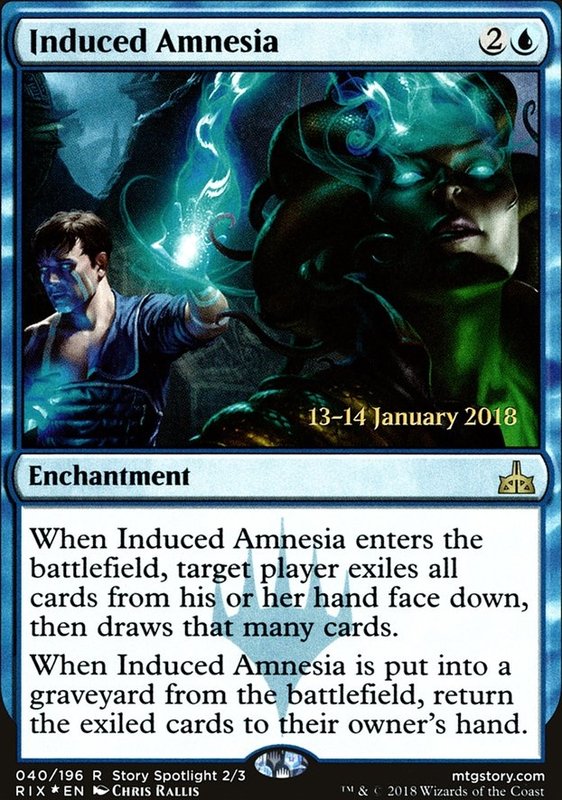 Induced Amnesia 2
13–14 January 2018
Enchantment
When Induced Amnesia enters the
battlefield, target player exiles all
cards from his or her hand face down,
then draws that many cards.
When Induced Amnesia is put into a
graveyard from the battlefield, return
the exiled cards to their owner's hand.
040/196 R Story Spotlight 2/3 mtgstory.com
RIX ★ EN Chris Rallis ™ & © 2018 Wizards of the Coast